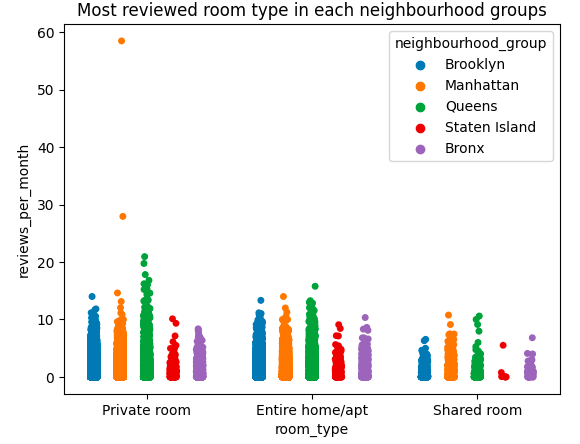 Most reviewed room type in each neighbourhood groups
60
50
40
30
20
10
0
reviews_per_month
neighbourhood_group
Brooklyn
Manhattan
Queens
Staten Island
Bronx
Private room
Entire home/apt
Shared room
room_type